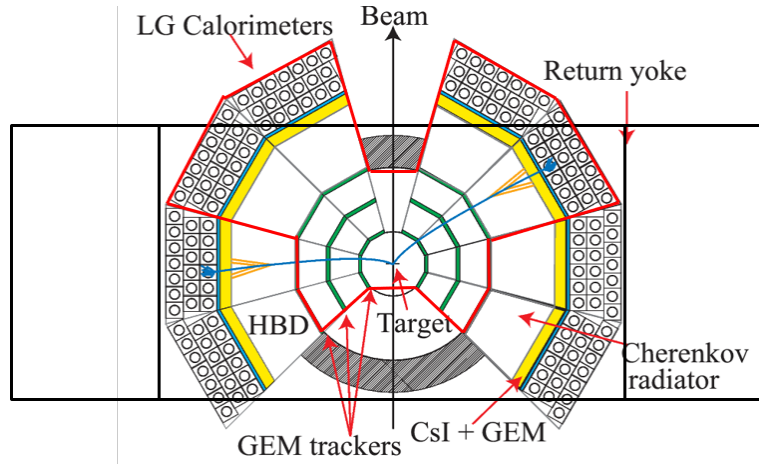 Beam
LG Calorimeters
Return yoke
HBD
Target
Cherenkov
radiator
GEM trackers
CsI + GEM